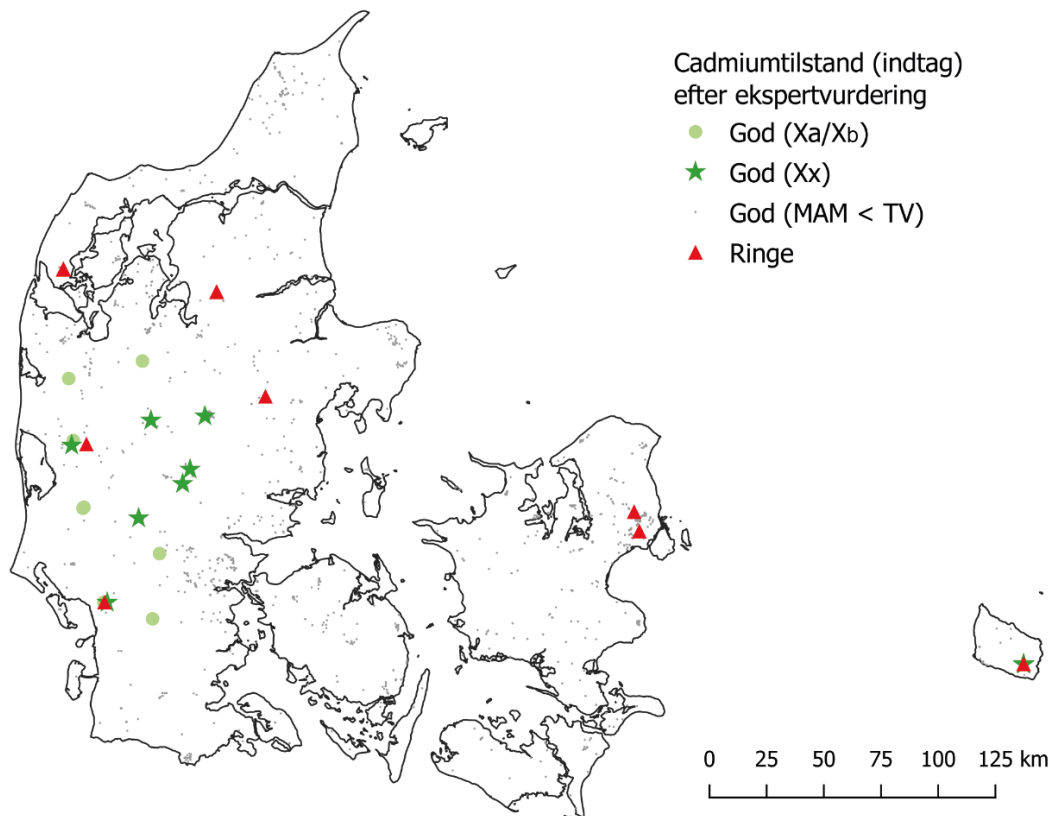 Cadmiumtilstand (indtag)
efter ekspertvurdering
God (Xa/Xb)
God (Xx)
God (MAM < TV)
Ringe
0 25 50 75 100 125 km